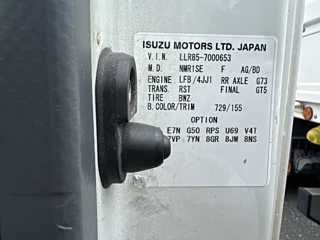 ISUZU MOTORS LTD. JAPAN
V.I.N. LLR85-7000653
M.D. NMR1SE F AG/BD
ENGINE LFB/4JJ1 RR AXLE G73
TRANS. RST FINAL GT5
TIRE BWZ
B.COLOR/TRIM 729/155
OPTION
E7N G50 RPS U69 V4T
7VP 7YN 8GR 8JW 8NS